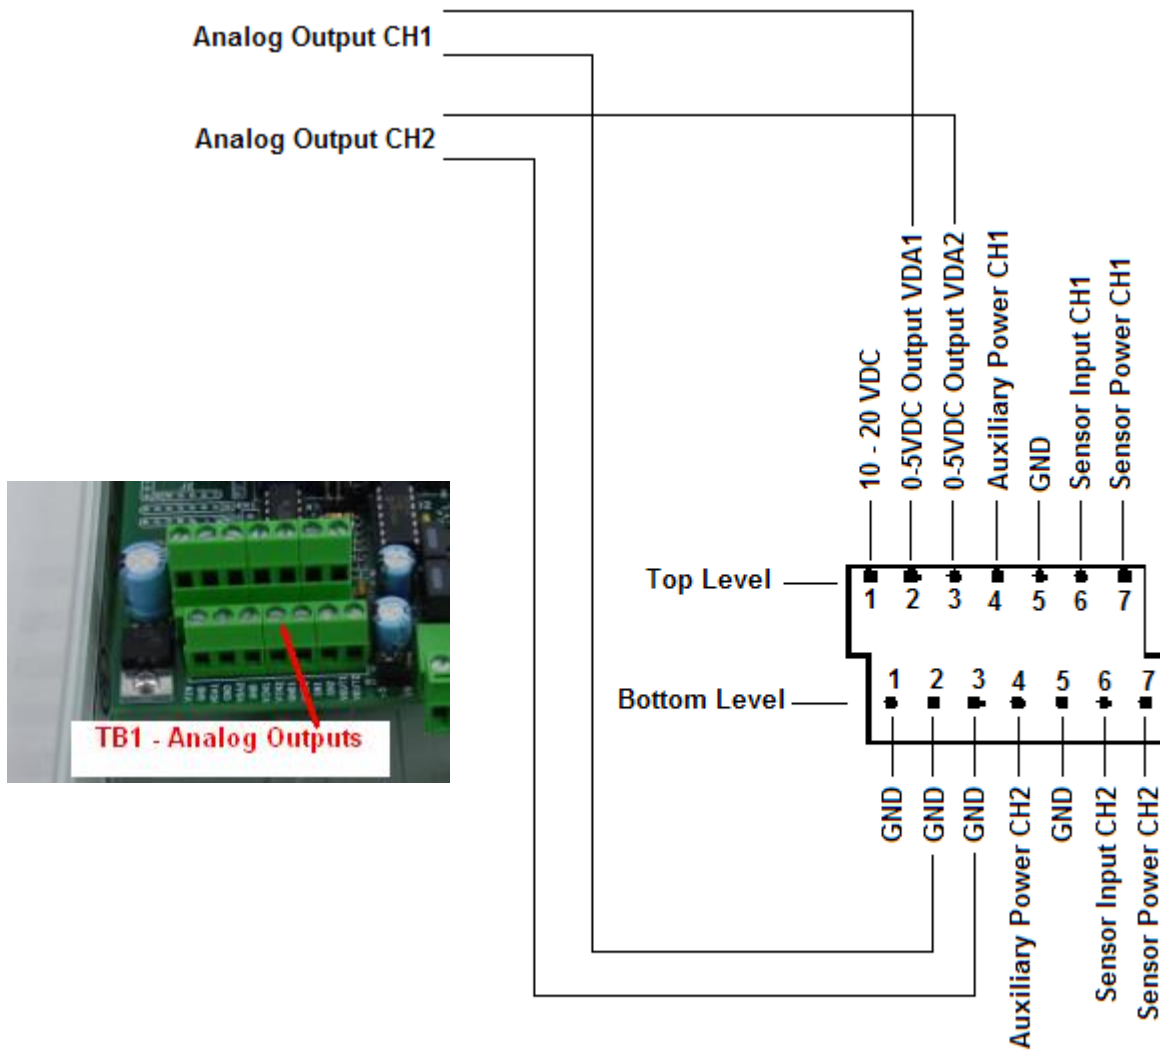 Analog Output CH1
Analog Output CH2
10 - 20 VDC
0-5VDC Output VDA1
0-5VDC Output VDA2
Auxiliary Power CH1
GND
Sensor Input CH1
Sensor Power CH1
Top Level
1 2 3 4 5 6 7
Bottom Level
1 2 3 4 5 6 7
GND
GND
GND
Auxiliary Power CH2
GND
Sensor Input CH2
Sensor Power CH2
TB1 - Analog Outputs